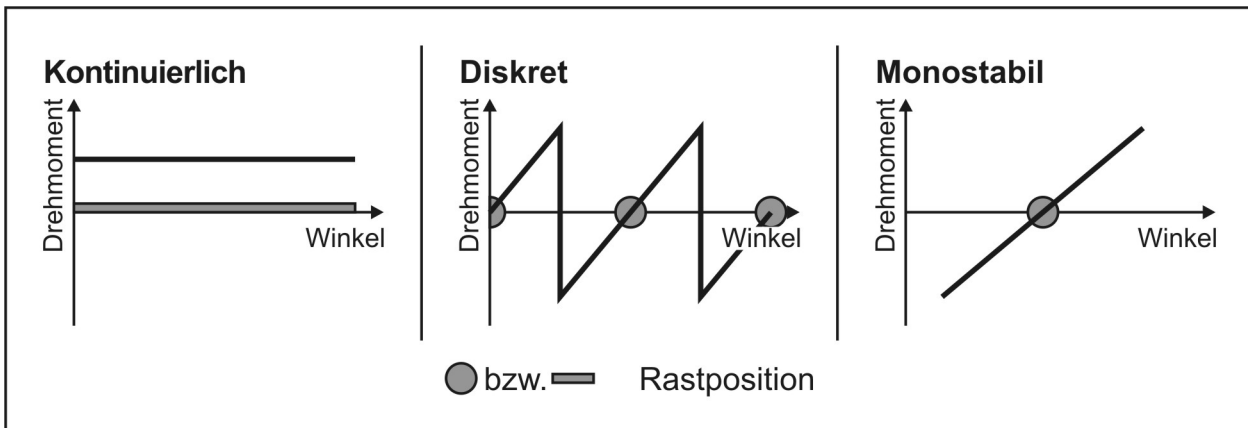 Kontinuierlich
Drehmoment
Winkel
Diskret
Drehmoment
Winkel
Monostabil
Drehmoment
Winkel
bzw. Rastposition